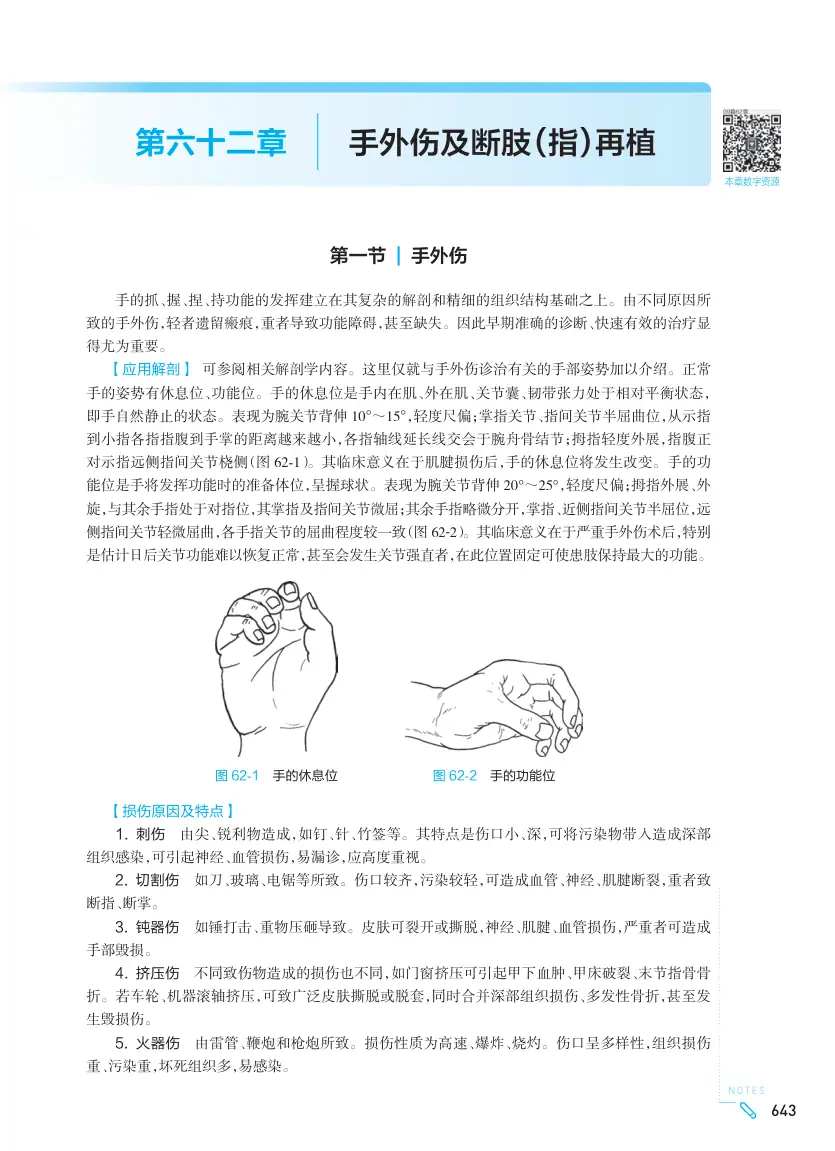 第六十二章
手外伤及断肢（指）再植
09篇62章
本章数字资源
第一节 | 手外伤
手的抓、握、捏、持功能的发挥建立在其复杂的解剖和精细的组织结构基础之上。由不同原因所
致的手外伤，轻者遗留瘢痕，重者导致功能障碍，甚至缺失。因此早期准确的诊断、快速有效的治疗显
得尤为重要。
【应用解剖】 可参阅相关解剖学内容。这里仅就与手外伤诊治有关的手部姿势加以介绍。正常
手的姿势有休息位、功能位。手的休息位是手内在肌、外在肌、关节囊、韧带张力处于相对平衡状态，
即手自然静止的状态。表现为腕关节背伸 10°～15°，轻度尺偏；掌指关节、指间关节半屈曲位，从示指
到小指各指指腹到手掌的距离越来越小，各指轴线延长线交会于腕舟骨结节；拇指轻度外展，指腹正
对示指远侧指间关节桡侧（图 62-1）。其临床意义在于肌腱损伤后，手的休息位将发生改变。手的功
能位是手将发挥功能时的准备体位，呈握球状。表现为腕关节背伸 20°～25°，轻度尺偏；拇指外展、外
旋，与其余手指处于对指位，其掌指及指间关节微屈；其余手指略微分开，掌指、近侧指间关节半屈位，远
侧指间关节轻微屈曲，各手指关节的屈曲程度较一致（图 62-2）。其临床意义在于严重手外伤术后，特别
是估计日后关节功能难以恢复正常，甚至会发生关节强直者，在此位置固定可使患肢保持最大的功能。
图 62-1 手的休息位
图 62-2 手的功能位
【损伤原因及特点】
1. 刺伤 由尖、锐利物造成，如钉、针、竹签等。其特点是伤口小、深，可将污染物带入造成深部
组织感染，可引起神经、血管损伤，易漏诊，应高度重视。
2. 切割伤 如刀、玻璃、电锯等所致。伤口较齐，污染较轻，可造成血管、神经、肌腱断裂，重者致
断指、断掌。
3. 钝器伤 如锤打击、重物压砸导致。皮肤可裂开或撕脱，神经、肌腱、血管损伤，严重者可造成
手部毁损。
4. 挤压伤 不同致伤物造成的损伤也不同，如门窗挤压可引起甲下血肿、甲床破裂、末节指骨骨
折。若车轮、机器滚轴挤压，可致广泛皮肤撕脱或脱套，同时合并深部组织损伤、多发性骨折，甚至发
生毁损伤。
5. 火器伤 由雷管、鞭炮和枪炮所致。损伤性质为高速、爆炸、烧灼。伤口呈多样性，组织损伤
重、污染重，坏死组织多，易感染。
NOTES
643